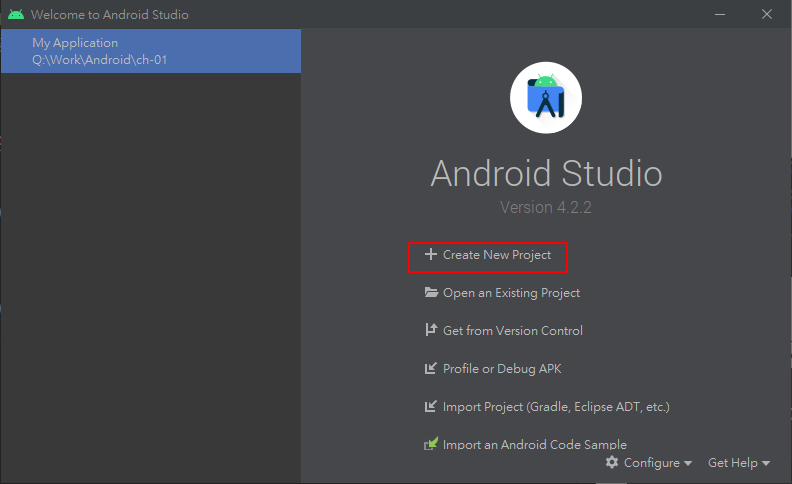 Welcome to Android Studio
My Application
Q:\Work\Android\ch-01
Android Studio
Version 4.2.2
Create New Project
Open an Existing Project
Get from Version Control
Profile or Debug APK
Import Project (Gradle, Eclipse ADT, etc.)
Import an Android Code Sample
Configure
Get Help